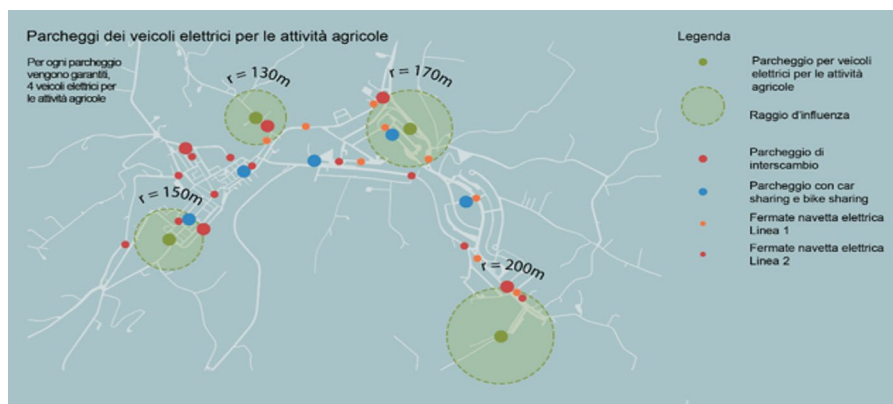 Parcheggi dei veicoli elettrici per le attività agricole
Per ogni parcheggio
vengono garantiti,
4 veicoli elettrici per
le attività agricole
r = 130m
r = 170m
r = 150m
r = 200m
Legenda
Parcheggio per veicoli
elettrici per le attività
agricole
Raggio d'influenza
Parcheggio di
interscambio
Parcheggio con car
sharing e bike sharing
Fermate navetta elettrica
Linea 1
Fermate navetta elettrica
Linea 2